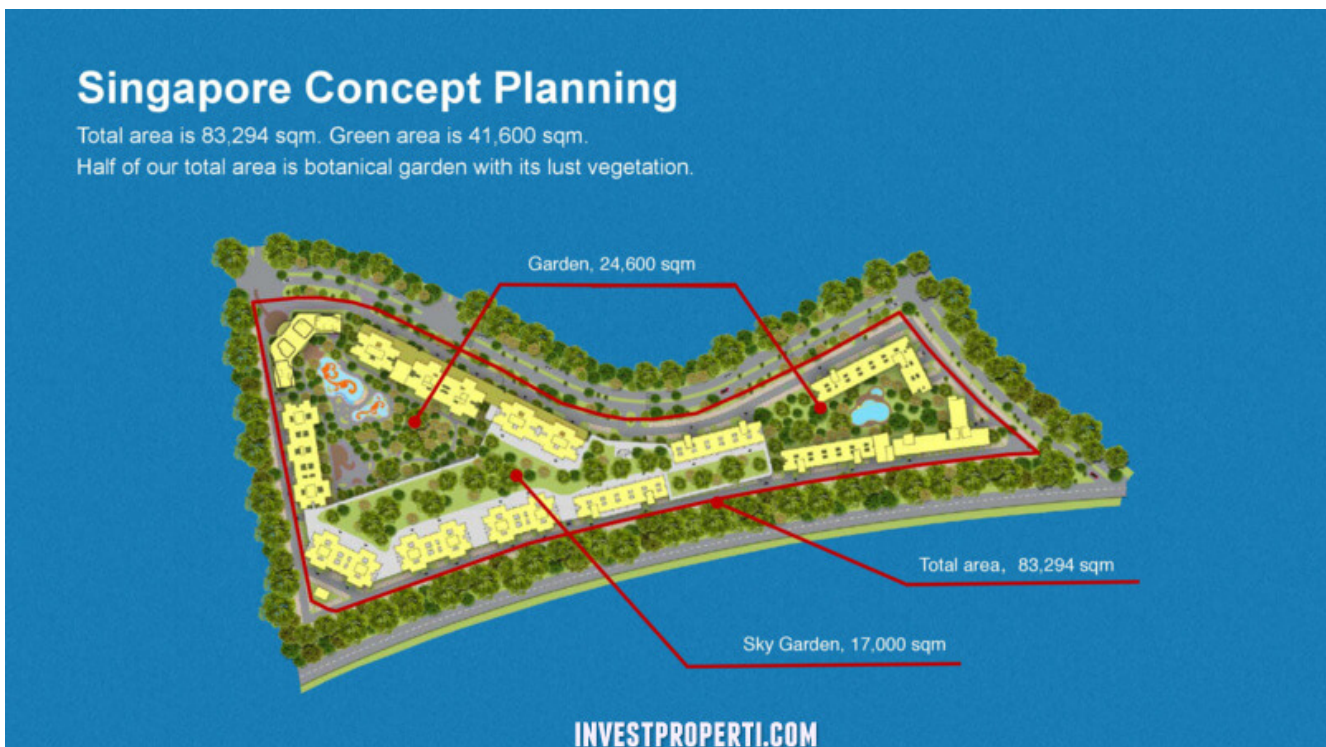 Singapore Concept Planning
Total area is 83,294 sqm. Green area is 41,600 sqm.
Half of our total area is botanical garden with its lust vegetation.
Garden, 24,600 sqm
Total area, 83,294 sqm
Sky Garden, 17,000 sqm
INVESTPROPERTI.COM